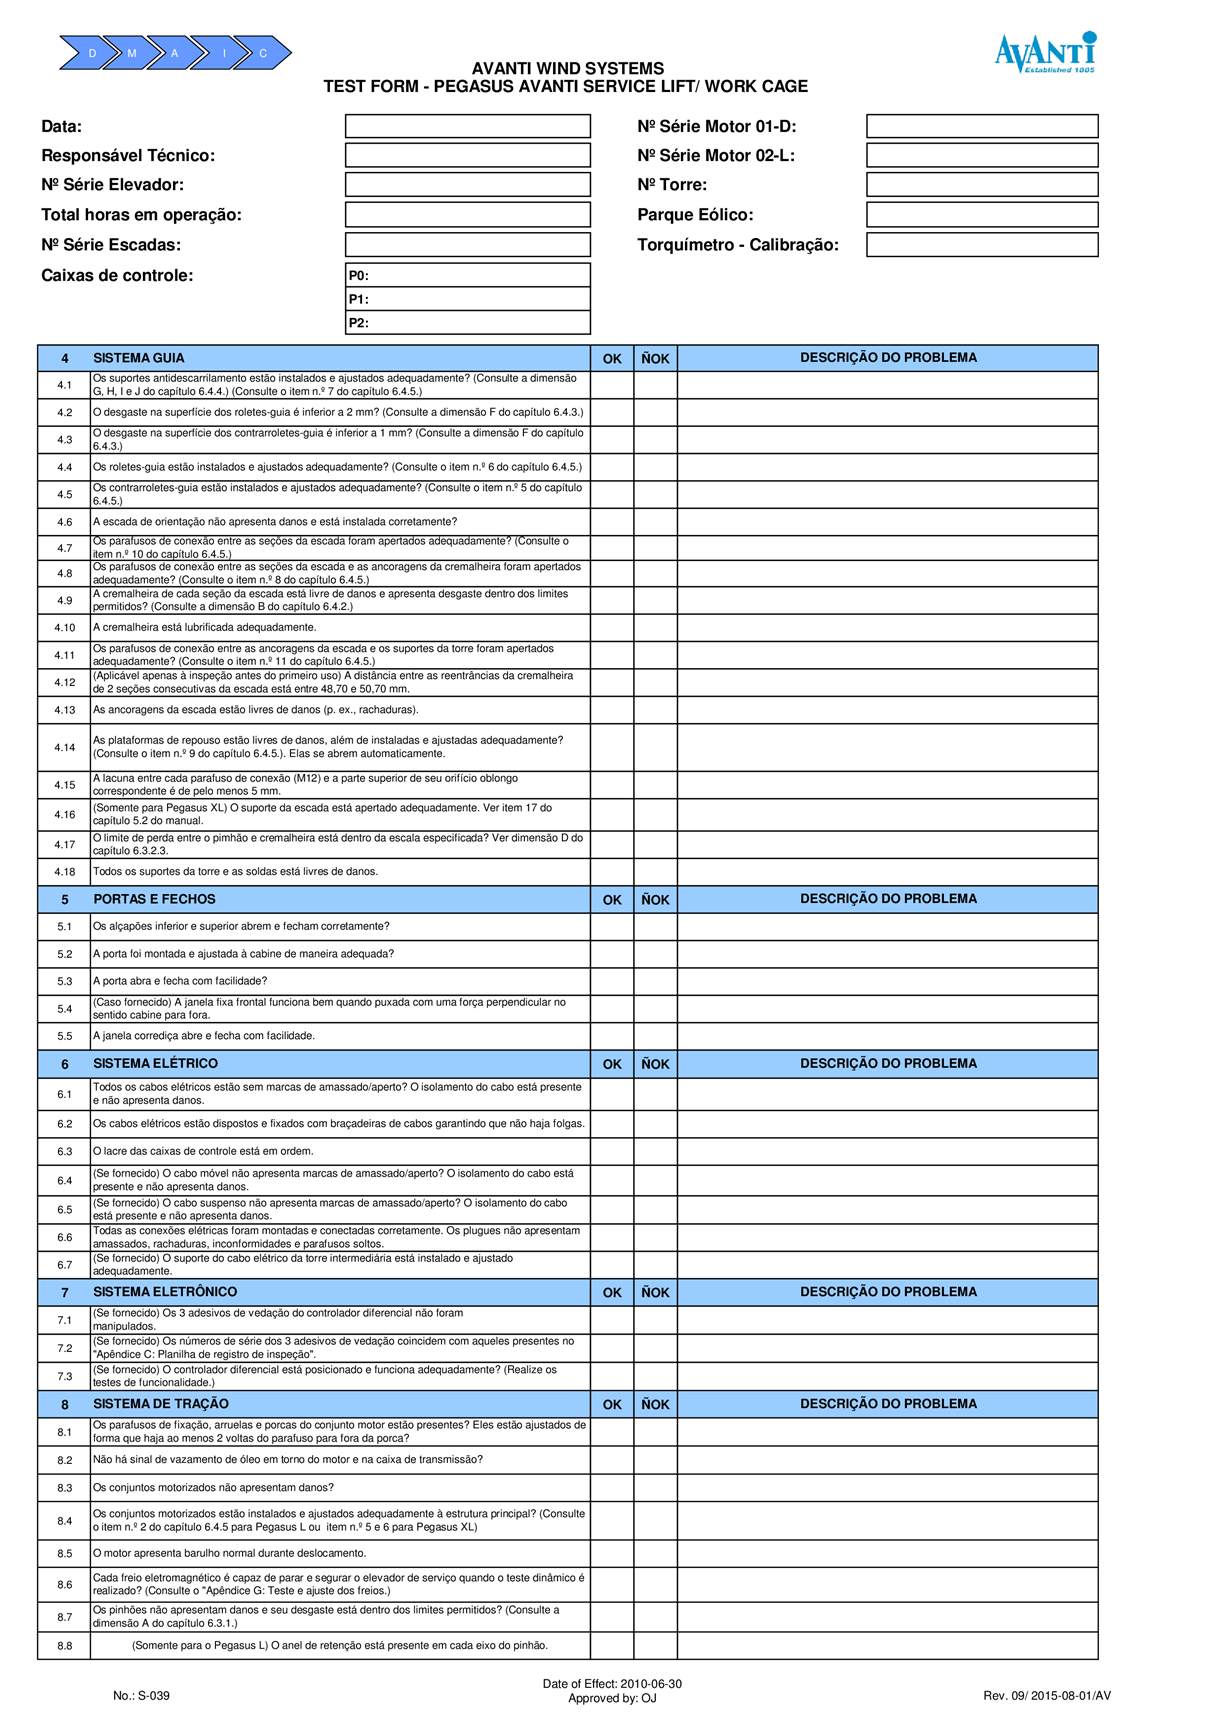 D M A I C
AVANTI
Established 1885
AVANTI WIND SYSTEMS
TEST FORM - PEGASUS AVANTI SERVICE LIFT/ WORK CAGE
Data:
Nº Série Motor 01-D:
Responsável Técnico:
Nº Série Motor 02-L:
Nº Série Elevador:
Nº Torre:
Total horas em operação:
Parque Eólico:
Nº Série Escadas:
Torquímetro - Calibração:
Caixas de controle:
P0:
P1:
P2:
4 SISTEMA GUIA OK ÑOK DESCRIÇÃO DO PROBLEMA
4.1 Os suportes antidescarrilamento estão instalados e ajustados adequadamente? (Consulte a dimensão
G, H, I e J do capítulo 6.4.4.) (Consulte o item n.º 7 do capítulo 6.4.5.)
4.2 O desgaste na superfície dos roletes-guia é inferior a 2 mm? (Consulte a dimensão F do capítulo 6.4.3.)
4.3 O desgaste na superfície dos contrarroletes-guia é inferior a 1 mm? (Consulte a dimensão F do capítulo
6.4.3.)
4.4 Os roletes-guia estão instalados e ajustados adequadamente? (Consulte o item n.º 6 do capítulo 6.4.5.)
4.5 Os contrarroletes-guia estão instalados e ajustados adequadamente? (Consulte o item n.º 5 do capítulo
6.4.5.)
4.6 A escada de orientação não apresenta danos e está instalada corretamente?
4.7 Os parafusos de conexão entre as seções da escada foram apertados adequadamente? (Consulte o
item n.º 10 do capítulo 6.4.5.)
4.8 Os parafusos de conexão entre as seções da escada e as ancoragens da cremalheira foram apertados
adequadamente? (Consulte o item n.º 8 do capítulo 6.4.5.)
4.9 A cremalheira de cada seção da escada está livre de danos e apresenta desgaste dentro dos limites
permitidos? (Consulte a dimensão B do capítulo 6.4.2.)
4.10 A cremalheira está lubrificada adequadamente.
4.11 Os parafusos de conexão entre as ancoragens da escada e os suportes da torre foram apertados
adequadamente? (Consulte o item n.º 11 do capítulo 6.4.5.)
4.12 (Aplicável apenas à inspeção antes do primeiro uso) A distância entre as reentrâncias da cremalheira
de 2 seções consecutivas da escada está entre 48,70 e 50,70 mm.
4.13 As ancoragens da escada estão livres de danos (p. ex., rachaduras).
4.14 As plataformas de repouso estão livres de danos, além de instaladas e ajustadas adequadamente?
(Consulte o item n.º 9 do capítulo 6.4.5.). Elas se abrem automaticamente.
4.15 A lacuna entre cada parafuso de conexão (M12) e a parte superior de seu orifício oblongo
correspondente é de pelo menos 5 mm.
4.16 (Somente para Pegasus XL) O suporte da escada está apertado adequadamente. Ver item 17 do
capítulo 5.2 do manual.
4.17 O limite de perda entre o pimhão e cremalheira está dentro da escala especificada? Ver dimensão D do
capítulo 6.3.2.3.
4.18 Todos os suportes da torre e as soldas está livres de danos.
5 PORTAS E FECHOS OK ÑOK DESCRIÇÃO DO PROBLEMA
5.1 Os alçapões inferior e superior abrem e fecham corretamente?
5.2 A porta foi montada e ajustada à cabine de maneira adequada?
5.3 A porta abra e fecha com facilidade?
5.4 (Caso fornecido) A janela fixa frontal funciona bem quando puxada com uma força perpendicular no
sentido cabine para fora.
5.5 A janela corrediça abre e fecha com facilidade.
6 SISTEMA ELÉTRICO OK ÑOK DESCRIÇÃO DO PROBLEMA
6.1 Todos os cabos elétricos estão sem marcas de amassado/aperto? O isolamento do cabo está presente
e não apresenta danos.
6.2 Os cabos elétricos estão dispostos e fixados com braçadeiras de cabos garantindo que não haja folgas.
6.3 O lacre das caixas de controle está em ordem.
6.4 (Se fornecido) O cabo móvel não apresenta marcas de amassado/aperto? O isolamento do cabo está
presente e não apresenta danos.
6.5 (Se fornecido) O cabo suspenso não apresenta marcas de amassado/aperto? O isolamento do cabo
está presente e não apresenta danos.
6.6 Todas as conexões elétricas foram montadas e conectadas corretamente. Os plugues não apresentam
amassados, rachaduras, inconformidades e parafusos soltos.
6.7 (Se fornecido) O suporte do cabo elétrico da torre intermediária está instalado e ajustado
adequadamente.
7 SISTEMA ELETRÔNICO OK ÑOK DESCRIÇÃO DO PROBLEMA
7.1 (Se fornecido) Os 3 adesivos de vedação do controlador diferencial não foram
manipulados.
7.2 (Se fornecido) Os números de série dos 3 adesivos de vedação coincidem com aqueles presentes no
"Apêndice C: Planilha de registro de inspeção".
7.3 (Se fornecido) O controlador diferencial está posicionado e funciona adequadamente? (Realize os
testes de funcionalidade.)
8 SISTEMA DE TRAÇÃO OK ÑOK DESCRIÇÃO DO PROBLEMA
8.1 Os parafusos de fixação, arruelas e porcas do conjunto motor estão presentes? Eles estão ajustados de
forma que haja ao menos 2 voltas do parafuso para fora da porca?
8.2 Não há sinal de vazamento de óleo em torno do motor e na caixa de transmissão?
8.3 Os conjuntos motorizados não apresentam danos?
8.4 Os conjuntos motorizados estão instalados e ajustados adequadamente à estrutura principal? (Consulte
o item n.º 2 do capítulo 6.4.5 para Pegasus L ou item n.º 5 e 6 para Pegasus XL)
8.5 O motor apresenta barulho normal durante deslocamento.
8.6 Cada freio eletromagnético é capaz de parar e segurar o elevador de serviço quando o teste dinâmico é
realizado? (Consulte o "Apêndice G: Teste e ajuste dos freios.)
8.7 Os pinhões não apresentam danos e seu desgaste está dentro dos limites permitidos? (Consulte a
dimensão A do capítulo 6.3.1.)
8.8 (Somente para o Pegasus L) O anel de retenção está presente em cada eixo do pinhão.
No.: S-039
Date of Effect: 2010-06-30
Approved by: OJ
Rev. 09/ 2015-08-01/AV